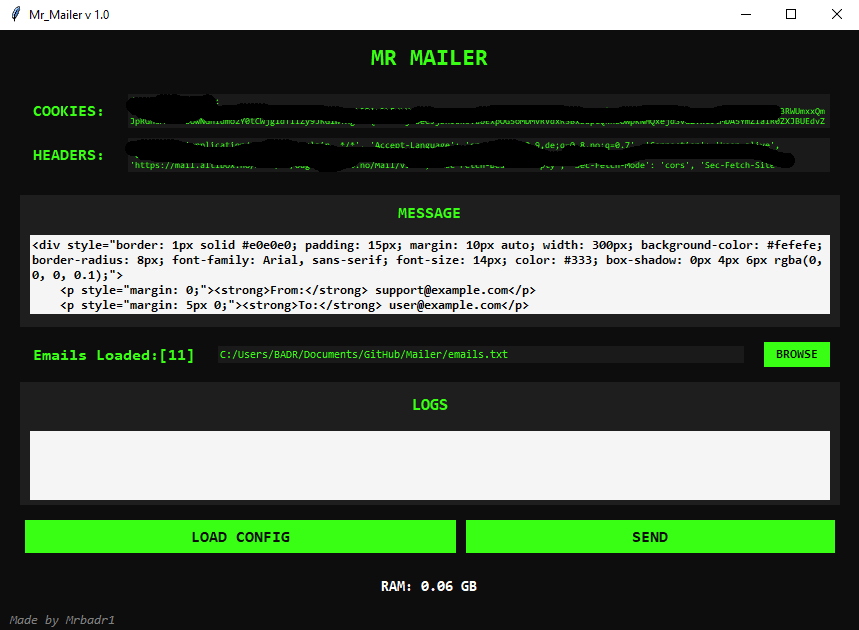 Mr_Mailer v 1.0
MR MAILER
COOKIES:
3RWUmxxQm
HEADERS:
'Accept-Language':
'https://mail.
'Sec-Fetch-Mode': 'cors', 'Sec-Fetch-Site
MESSAGE
<div style="border: 1px solid #e0e0e0; padding: 15px; margin: 10px auto; width: 300px; background-color: #fefefe;
border-radius: 8px; font-family: Arial, sans-serif; font-size: 14px; color: #333; box-shadow: 0px 4px 6px rgba(0,
0, 0, 0.1);">
<p style="margin: 0;"><strong>From:</strong> support@example.com</p>
<p style="margin: 5px 0;"><strong>To:</strong> user@example.com</p>
Emails Loaded:[11]
C:/Users/BADR/Documents/GitHub/Mailer/emails.txt
BROWSE
LOGS
LOAD CONFIG
SEND
RAM: 0.06 GB
Made by Mrbadr1